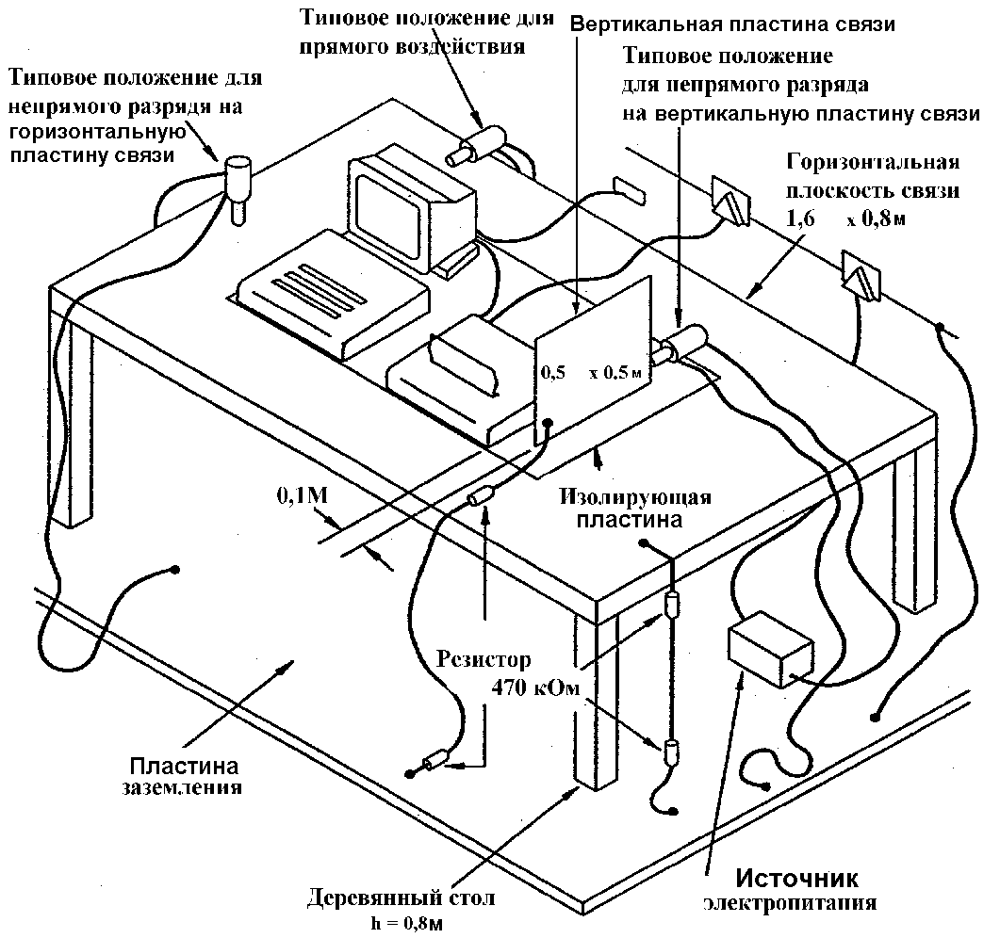 Типовое положение для
прямого воздействия
Вертикальная пластина связи
Типовое положение
для непрямого разряда
на вертикальную пластину связи
Типовое положение для
непрямого разряда на
горизонтальную
пластину связи
Горизонтальная
плоскость связи
1,6 х 0,8м
0,5 х 0.5м
0,1М
Изолирующая
пластина
Резистор
470 кОм
Пластина
заземления
Деревянный стол
h = 0,8м
Источник
электропитания